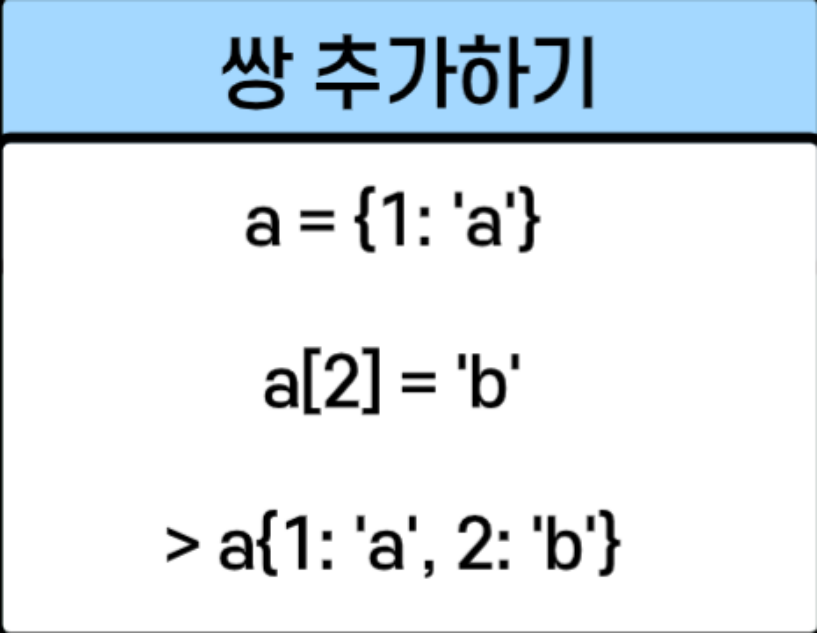 쌍 추가하기
a = {1: 'a'}
a[2] = 'b'
> a{1: 'a', 2: 'b'}